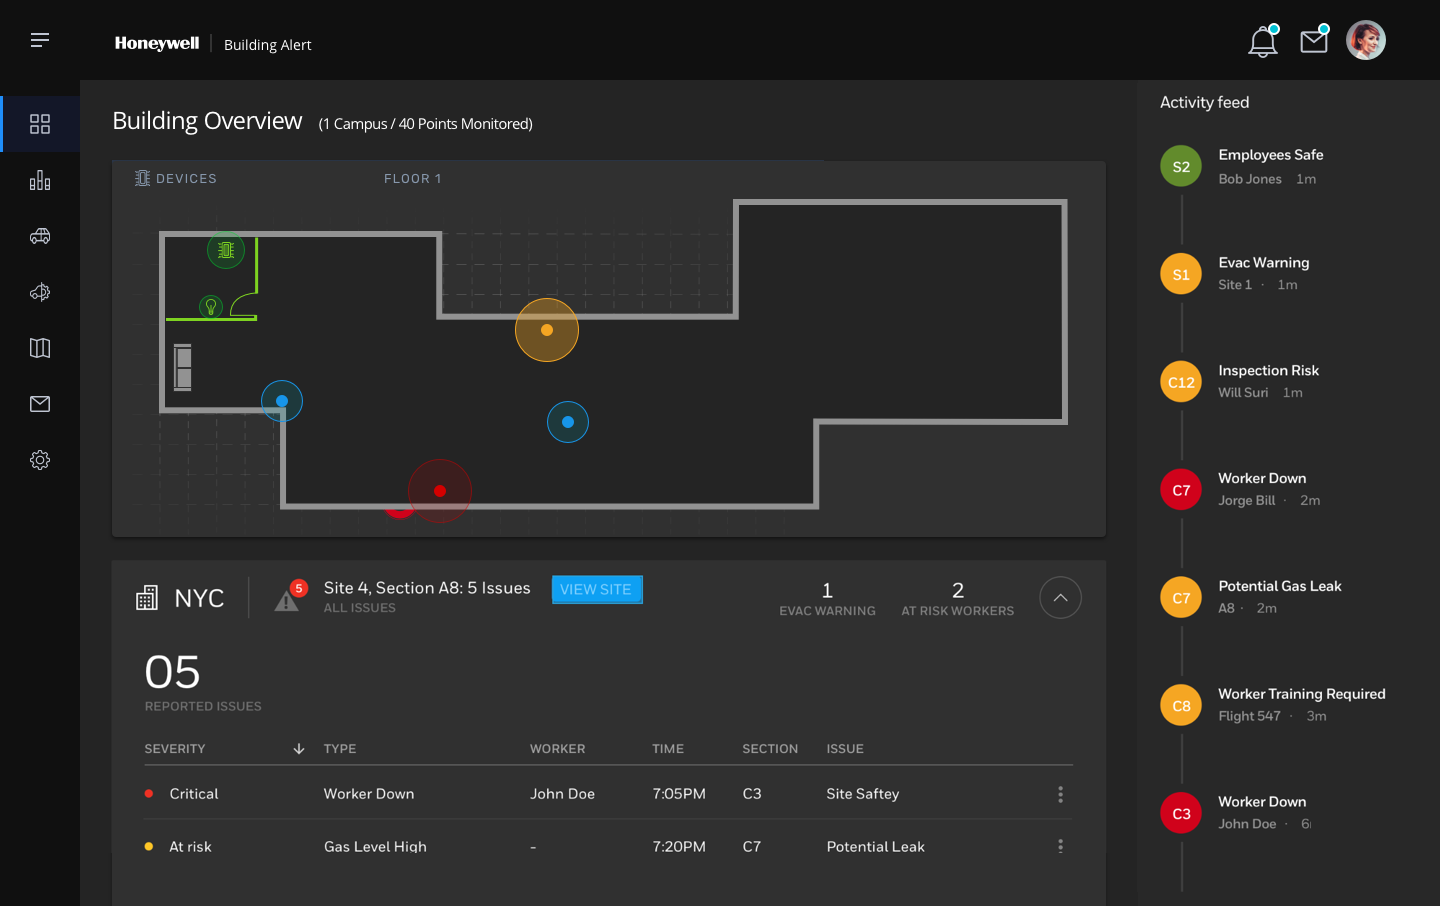 Honeywell | Building Alert
Building Overview (1 Campus / 40 Points Monitored)
DEVICES FLOOR 1
NYC
5
Site 4, Section A8: 5 Issues
ALL ISSUES
VIEW SITE
1
EVAC WARNING
2
AT RISK WORKERS
05
REPORTED ISSUES
SEVERITY TYPE WORKER TIME SECTION ISSUE
Critical Worker Down John Doe 7:05PM C3 Site Saftey
At risk Gas Level High - 7:20PM C7 Potential Leak
Activity feed
S2
Employees Safe
Bob Jones 1m
S1
Evac Warning
Site 1 · 1m
C12
Inspection Risk
Will Suri 1m
C7
Worker Down
Jorge Bill · 2m
C7
Potential Gas Leak
A8 · 2m
C8
Worker Training Required
Flight 547 · 3m
C3
Worker Down
John Doe · 6